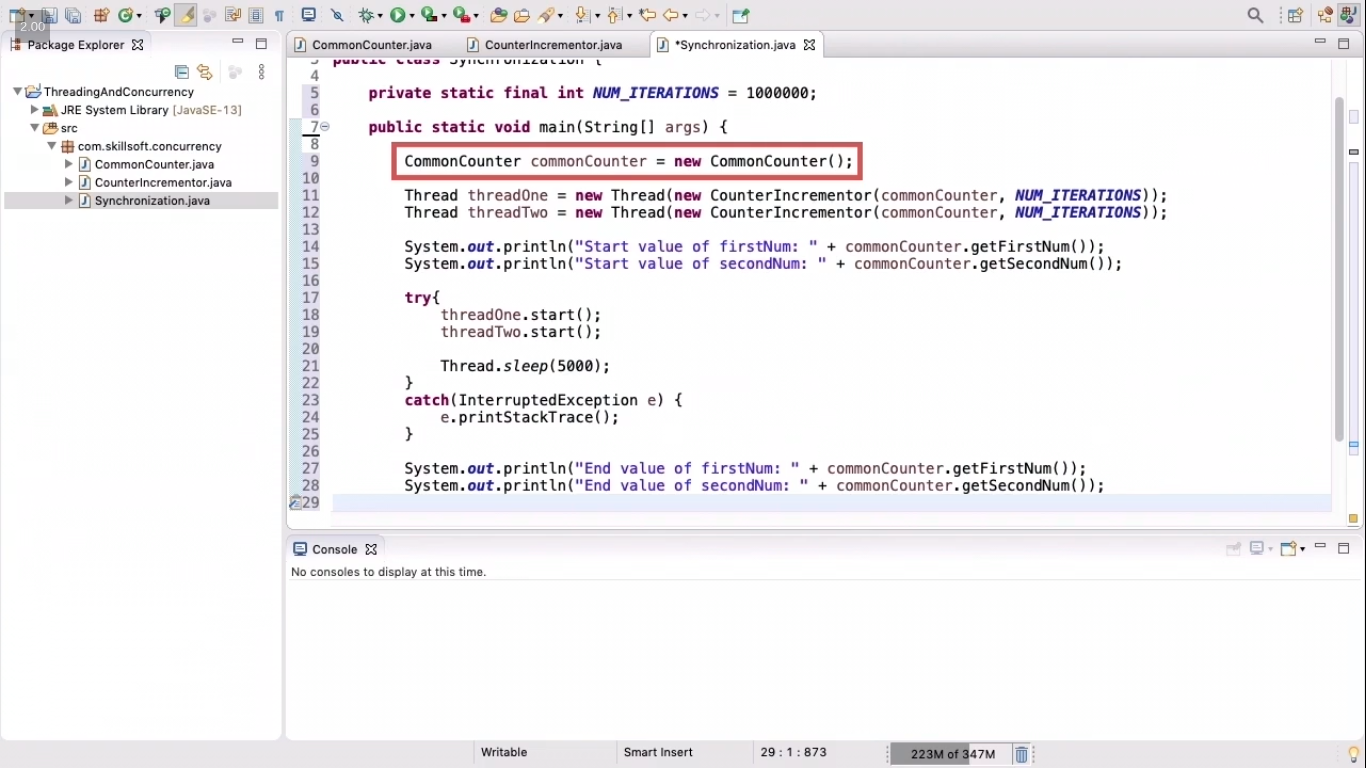 2.00
Package Explorer
ThreadingAndConcurrency
JRE System Library [JavaSE-13]
src
com.skillsoft.concurrency
CommonCounter.java
CounterIncrementor.java
Synchronization.java
CommonCounter.java CounterIncrementor.java *Synchronization.java
3 public class Synchronization {
4
5 private static final int NUM_ITERATIONS = 1000000;
6
7 public static void main(String[] args) {
8
9 CommonCounter commonCounter = new CommonCounter();
10
11 Thread threadOne = new Thread(new CounterIncrementor(commonCounter, NUM_ITERATIONS));
12 Thread threadTwo = new Thread(new CounterIncrementor(commonCounter, NUM_ITERATIONS));
13
14 System.out.println("Start value of firstNum: " + commonCounter.getFirstNum());
15 System.out.println("Start value of secondNum: " + commonCounter.getSecondNum());
16
17 try{
18 threadOne.start();
19 threadTwo.start();
20
21 Thread.sleep(5000);
22 }
23 catch(InterruptedException e) {
24 e.printStackTrace();
25 }
26
27 System.out.println("End value of firstNum: " + commonCounter.getFirstNum());
28 System.out.println("End value of secondNum: " + commonCounter.getSecondNum());
29
Console
No consoles to display at this time.
Writable Smart Insert 29 : 1 : 873 223M of 347M